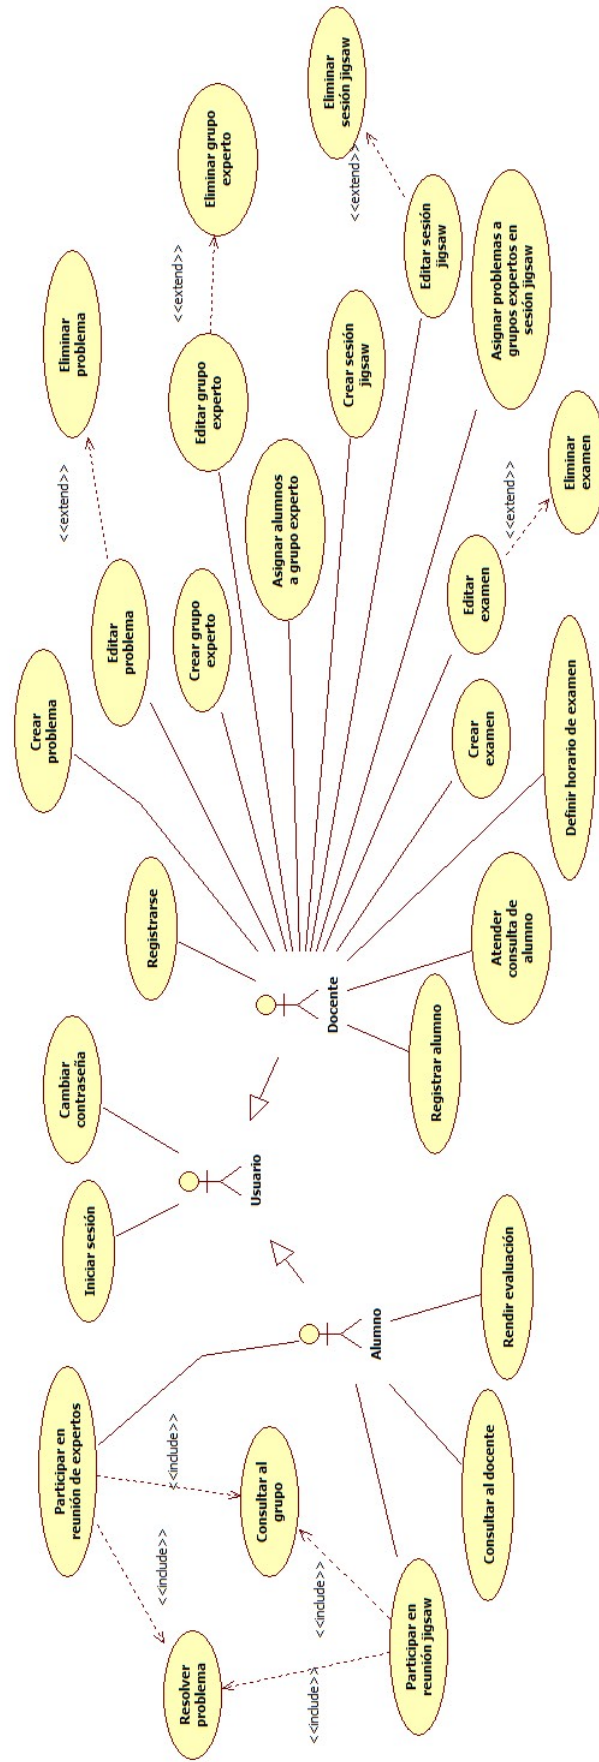 Participar en
reunión de expertos
Iniciar sesión
Cambiar
contraseña
Registrarse
Crear
problema
Editar
problema
<<extend>>
Eliminar
problema
Resolver
problema
<<include>>
<<include>>
Consultar al
grupo
Usuario
Crear grupo
experto
Editar grupo
experto
<<extend>>
Eliminar grupo
experto
<<include>>
<<include>>
Alumno
Docente
Asignar alumnos
a grupo experto
Crear sesión
jigsaw
<<extend>>
Eliminar
sesión jigsaw
Participar en
reunión jigsaw
Consultar al docente
Rendir evaluación
Registrar alumno
Atender
consulta de
alumno
Crear
examen
Editar
examen
Editar sesión
jigsaw
Definir horario de examen
<<extend>>
Eliminar
examen
Asignar problemas a
grupos expertos en
sesión jigsaw